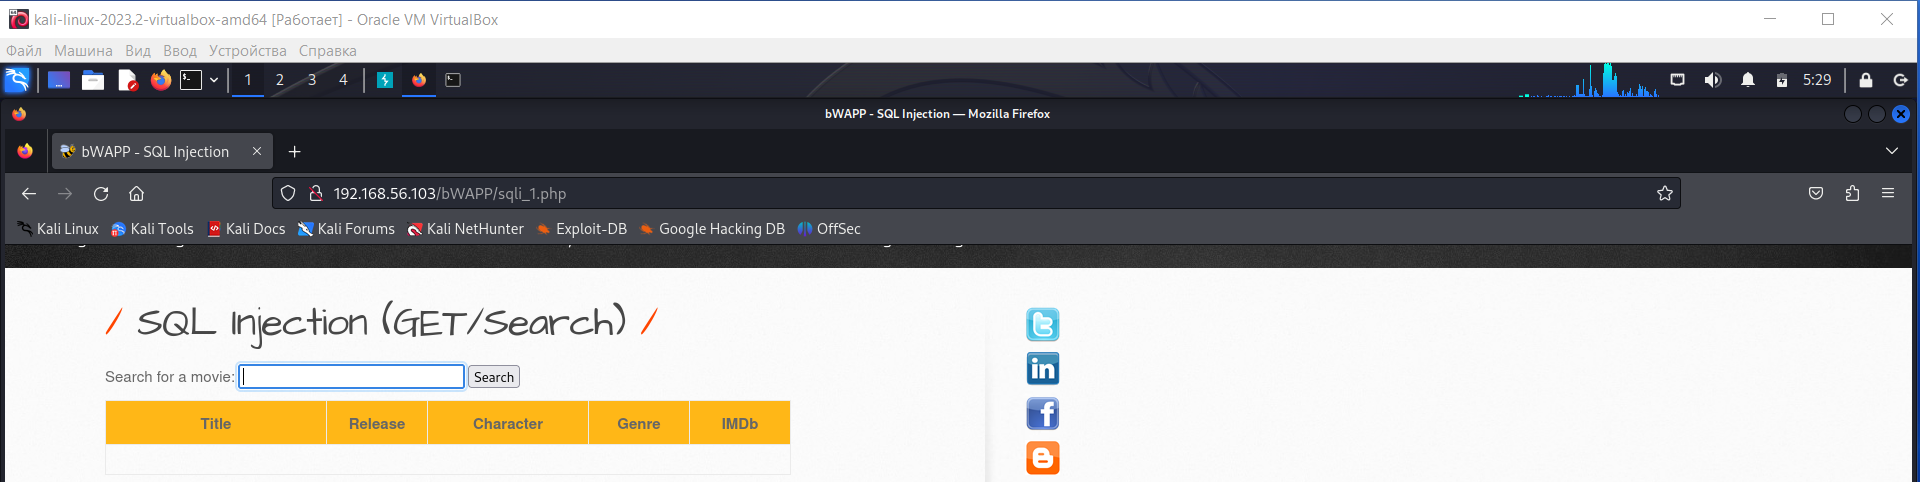 kali-linux-2023.2-virtualbox-amd64 [Работает] - Oracle VM VirtualBox
Файл Машина Вид Ввод Устройства Справка
1 2 3 4 5:29
bWAPP - SQL Injection — Mozilla Firefox
bWAPP - SQL Injection
192.168.56.103/bWAPP/sqli_1.php
Kali Linux Kali Tools Kali Docs Kali Forums Kali NetHunter Exploit-DB Google Hacking DB OffSec
/ SQL Injection (GET/Search) /
Search for a movie: Search
Title Release Character Genre IMDb